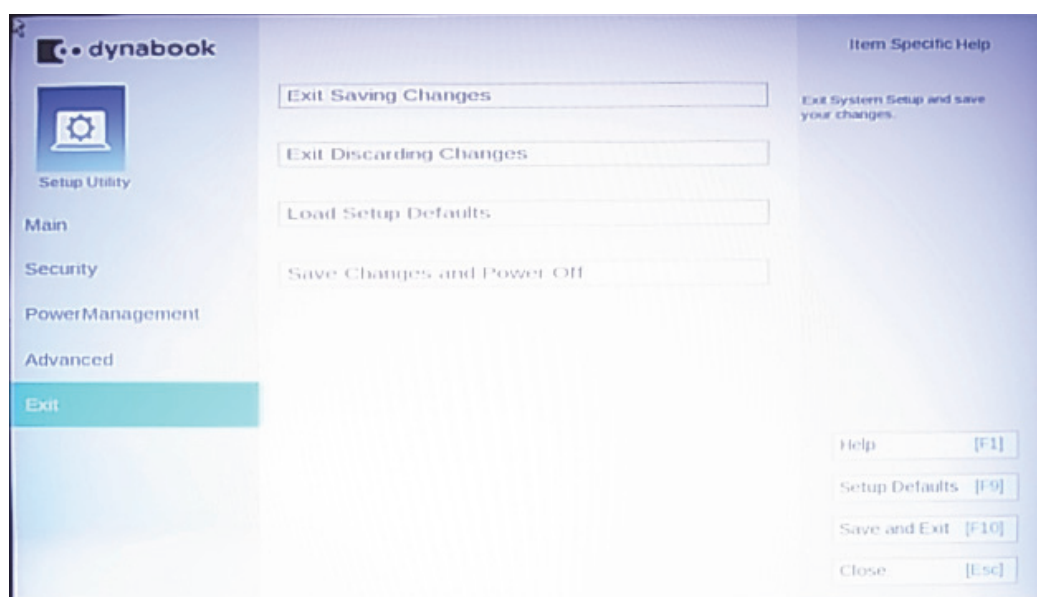 dynabook
Setup Utility
Main
Security
PowerManagement
Advanced
Exit
Exit Saving Changes
Exit Discarding Changes
Load Setup Defaults
Save Changes and Power Off
Item Specific Help
Exit System Setup and save
your changes.
Help [F1]
Setup Defaults [F9]
Save and Exit [F10]
Close [Esc]